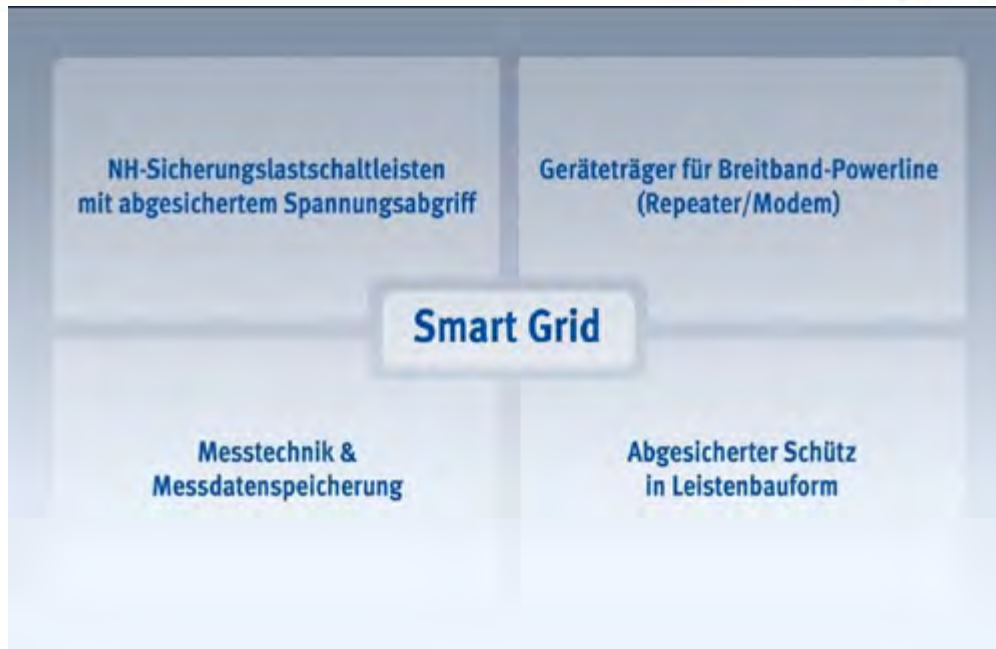 NH-Sicherungslastschaltleisten
mit abgesichertem Spannungsabgriff
Geräteträger für Breitband-Powerline
(Repeater/Modem)
Smart Grid
Messtechnik &
Messdatenspeicherung
Abgesicherter Schütz
in Leistenbauform